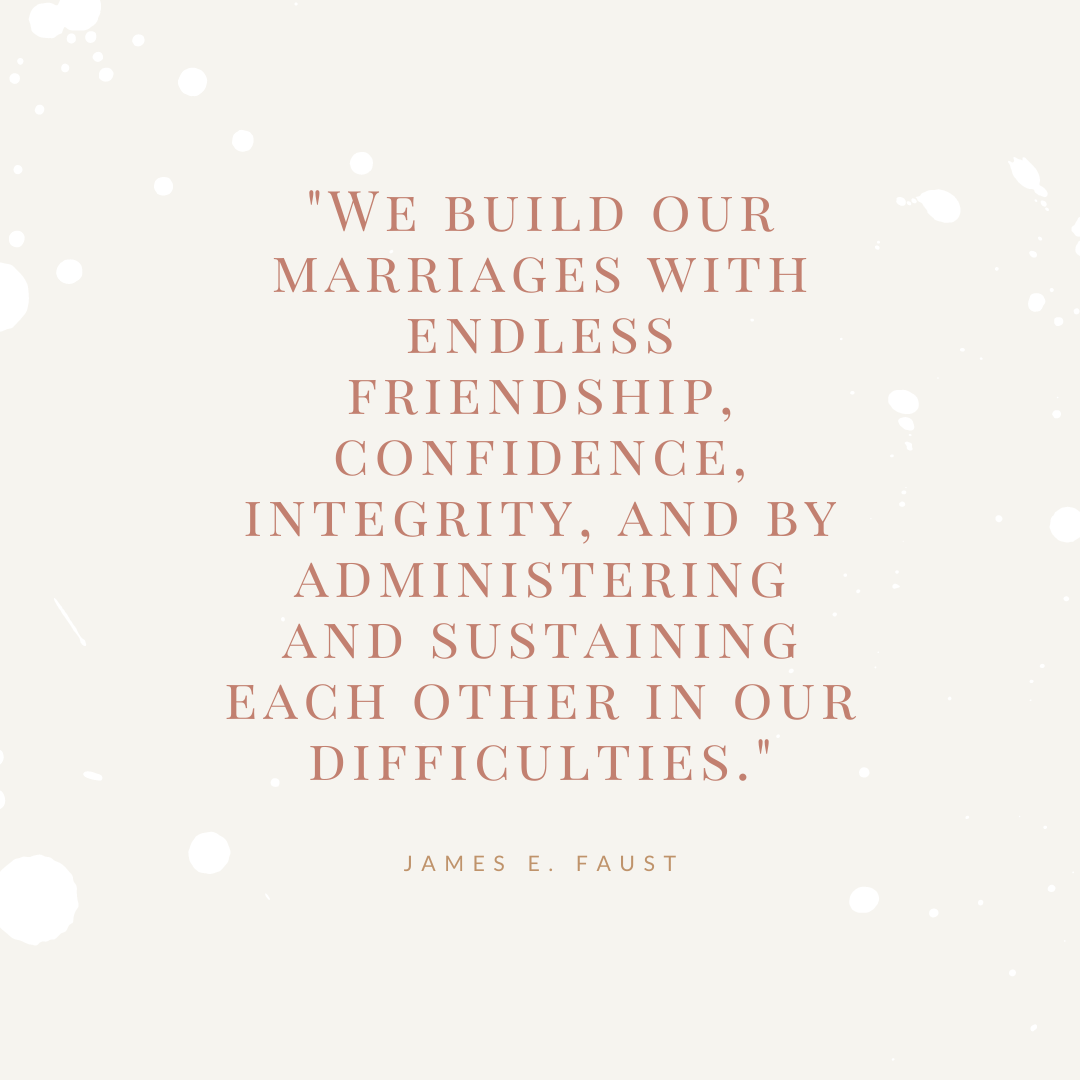 "We build our
marriages with
endless
friendship,
confidence,
integrity, and by
administering
and sustaining
each other in our
difficulties."
JAMES E. FAUST